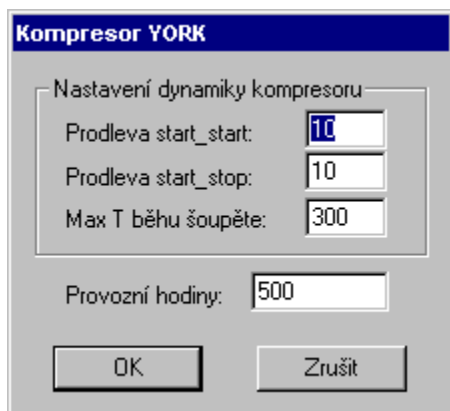 Kompresor YORK
Nastavení dynamiky kompresoru
Prodleva start_start: 10
Prodleva start_stop: 10
Max T běhu šoupěte: 300
Provozní hodiny: 500
OK Zrušit